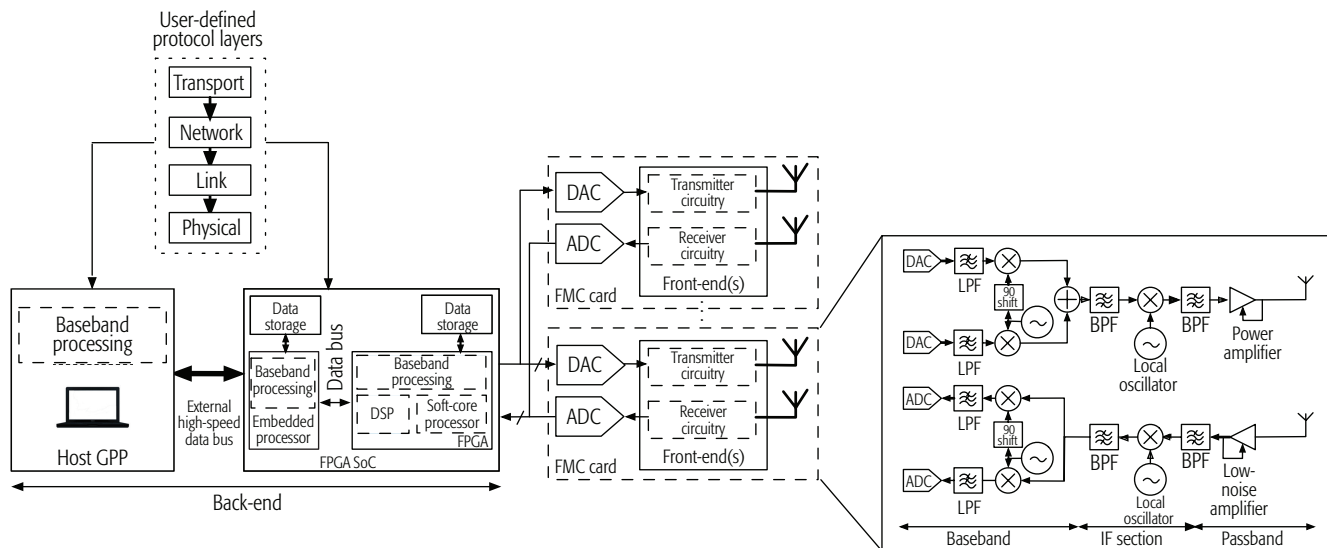 User-defined
protocol layers
Transport
Network
Link
Physical
Baseband
processing
Host GPP
External
high-speed
data bus
Data
storage
Data
storage
Data bus
Baseband
processing
Embedded
processor
Baseband
processing
DSP
Soft-core
processor
FPGA
FPGA SoC
Back-end
DAC
Transmitter
circuitry
ADC
Receiver
circuitry
Front-end(s)
FMC card
DAC
Transmitter
circuitry
ADC
Receiver
circuitry
Front-end(s)
FMC card
DAC
LPF
90
shift
DAC
LPF
BPF
BPF
Local
oscillator
Power
amplifier
ADC
LPF
90
shift
ADC
LPF
BPF
BPF
Local
oscillator
Low-
noise
amplifier
Baseband
IF section
Passband